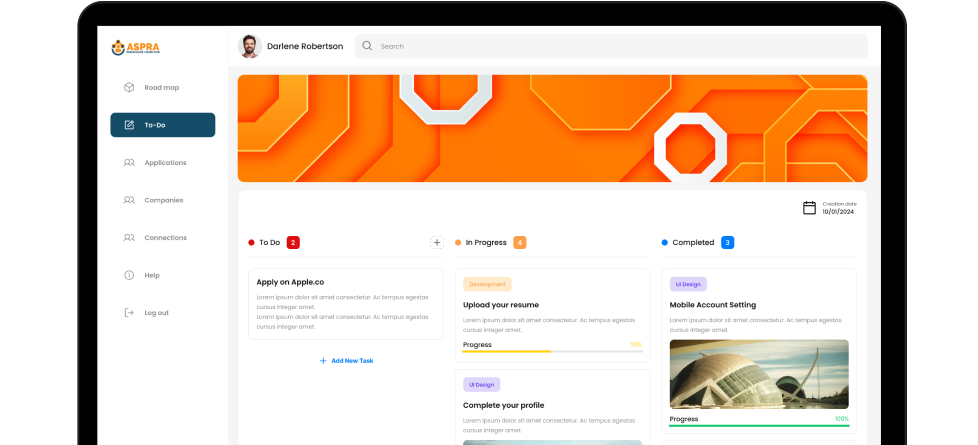 ASPRA
Darlene Robertson
Search
Road map
To-Do
Applications
Companies
Connections
Help
Log out
Creation date
10/01/2024
To Do 2
+
In Progress 4
Completed 3
Apply on Apple.co
Lorem ipsum dolor sit amet consectetur. Ac tempus egestas
cursus integer amet.
Lorem ipsum dolor sit amet consectetur. Ac tempus egestas
cursus integer amet.
+ Add New Task
Development
Upload your resume
Lorem ipsum dolor sit amet consectetur. Ac tempus egestas
cursus integer amet.
Progress 50%
UI Design
Complete your profile
Lorem ipsum dolor sit amet consectetur. Ac tempus egestas
cursus integer amet.
UI Design
Mobile Account Setting
Lorem ipsum dolor sit amet consectetur. Ac tempus egestas
cursus integer amet.
Progress 100%